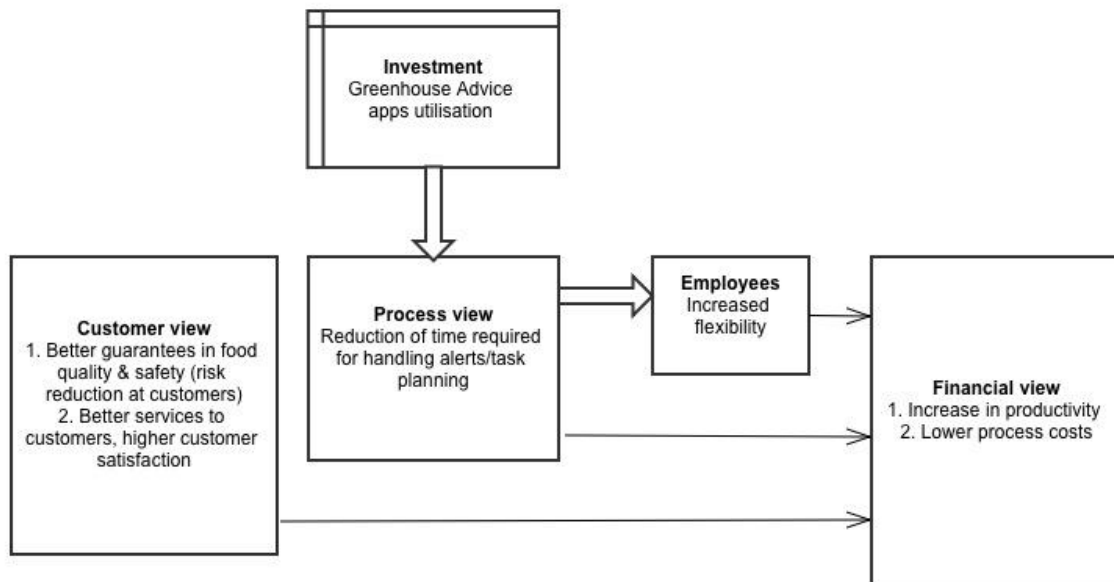 Investment
Greenhouse Advice
apps utilisation
Customer view
1. Better guarantees in food
quality & safety (risk
reduction at customers)
2. Better services to
customers, higher customer
satisfaction
Process view
Reduction of time required
for handling alerts/task
planning
Employees
Increased
flexibility
Financial view
1. Increase in productivity
2. Lower process costs